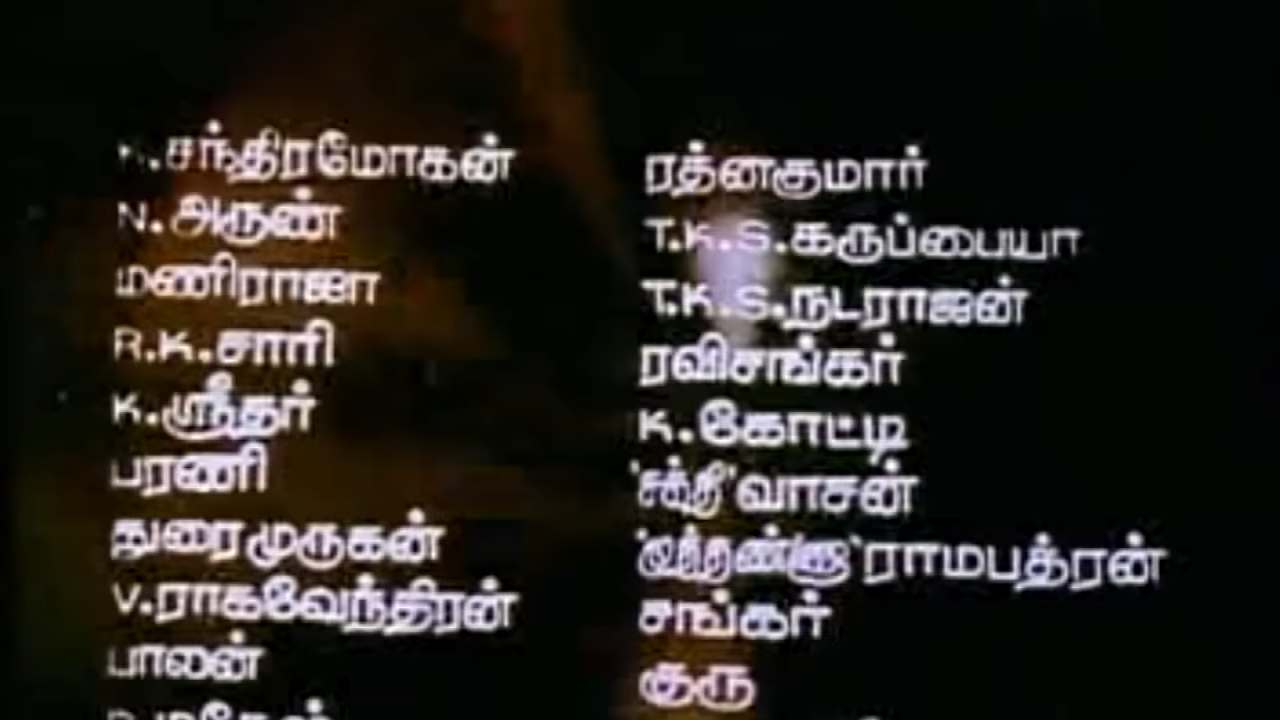 K.சந்திரமோகன்
N.அருண்
மணிராஜா
R.K.சாரி
K.ஸ்ரீதர்
பரணி
துரைமுருகன்
V.ராகவேந்திரன்
பாலன்
ரத்னகுமார்
T.K.S.கருப்பையா
T.K.S.நடராஜன்
ரவிசங்கர்
K.கோட்டி
வாசன்
ராமபத்ரன்
சங்கர்
குரு